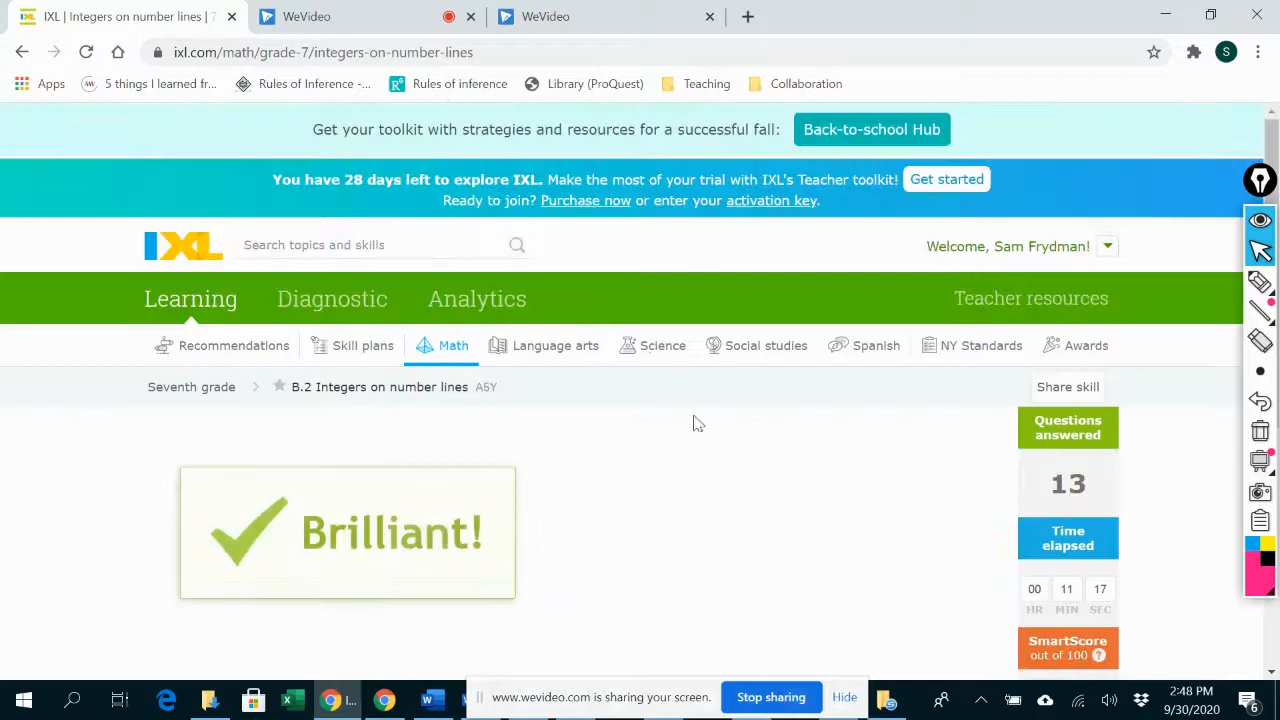 IXL | Integers on number lines | 7
WeVideo
WeVideo
ixl.com/math/grade-7/integers-on-number-lines
S
Apps
5 things I learned fr...
Rules of Inference -...
Rules of inference
Library (ProQuest)
Teaching
Collaboration
Get your toolkit with strategies and resources for a successful fall:
Back-to-school Hub
You have 28 days left to explore IXL. Make the most of your trial with IXL's Teacher toolkit!
Get started
Ready to join? Purchase now or enter your activation key.
IXL
Search topics and skills
Welcome, Sam Frydman!
Learning
Diagnostic
Analytics
Teacher resources
Recommendations
Skill plans
Math
Language arts
Science
Social studies
Spanish
NY Standards
Awards
Seventh grade
B.2 Integers on number lines A6Y
Share skill
Questions
answered
13
Brilliant!
Time
elapsed
00 11 17
HR MIN SEC
SmartScore
out of 100 ?
www.wevideo.com is sharing your screen.
Stop sharing
Hide
2:48 PM
9/30/2020
6